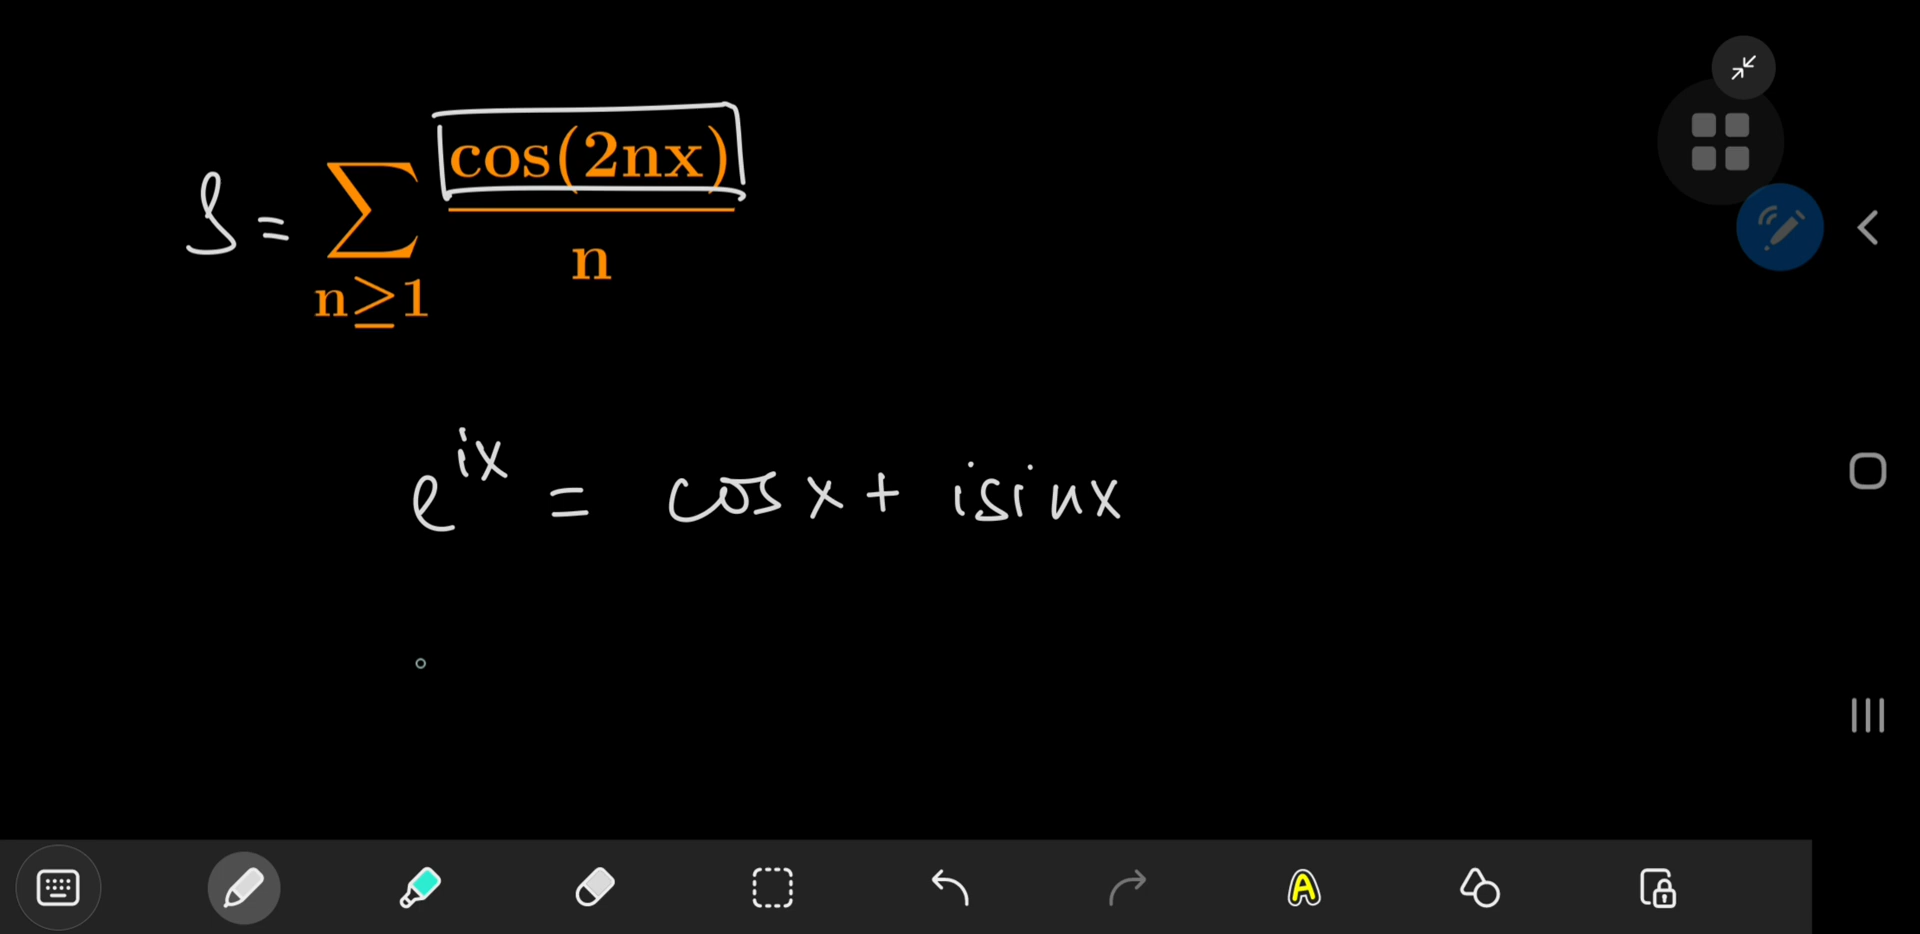 S = ∑ n≥1 cos(2nx) / n
e^{ix} = cos x + i sin x
A